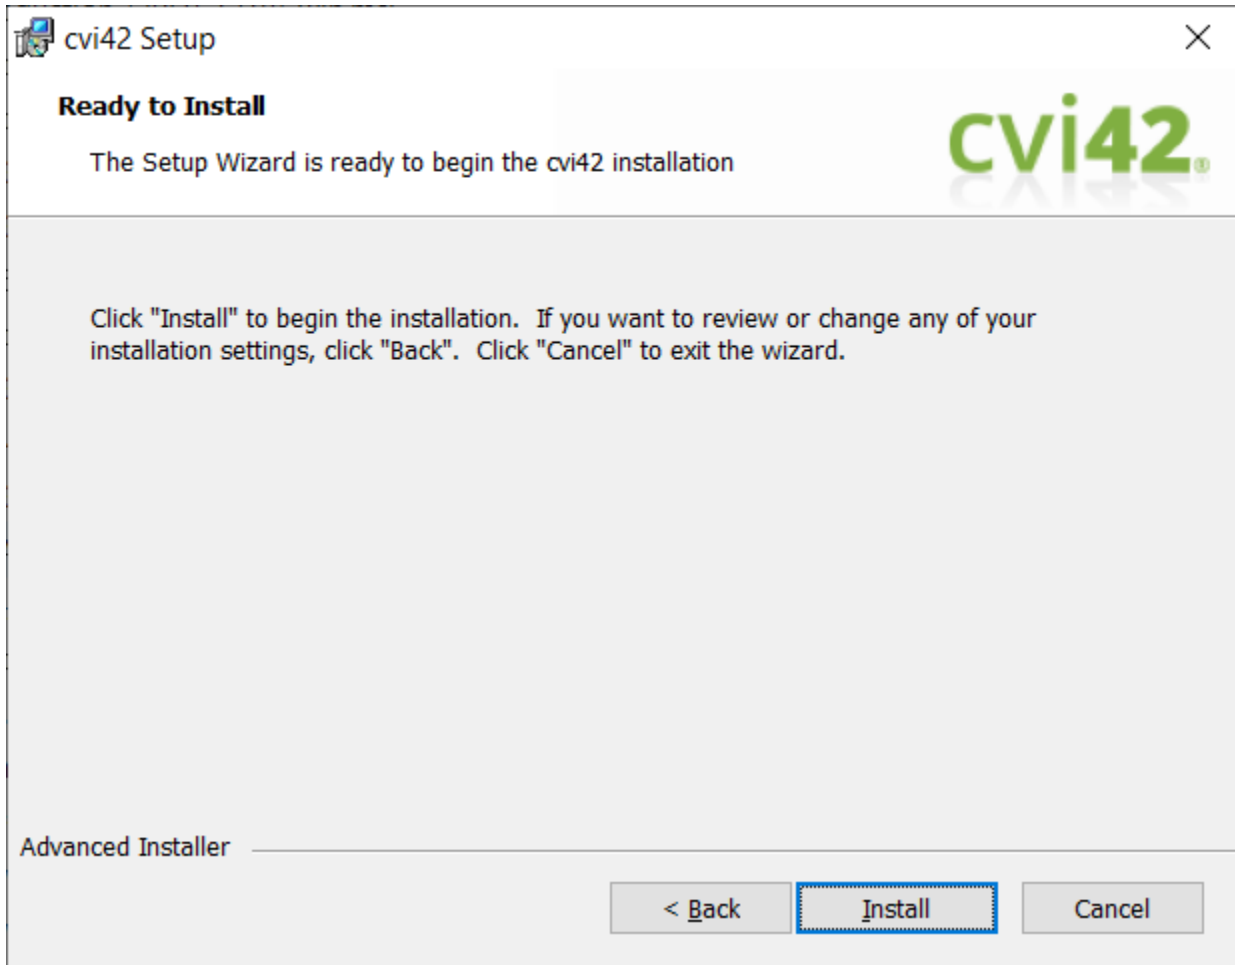 cvi42 Setup
Ready to Install
The Setup Wizard is ready to begin the cvi42 installation
cvi42®
Click "Install" to begin the installation.  If you want to review or change any of your
installation settings, click "Back".  Click "Cancel" to exit the wizard.
Advanced Installer
< Back
Install
Cancel